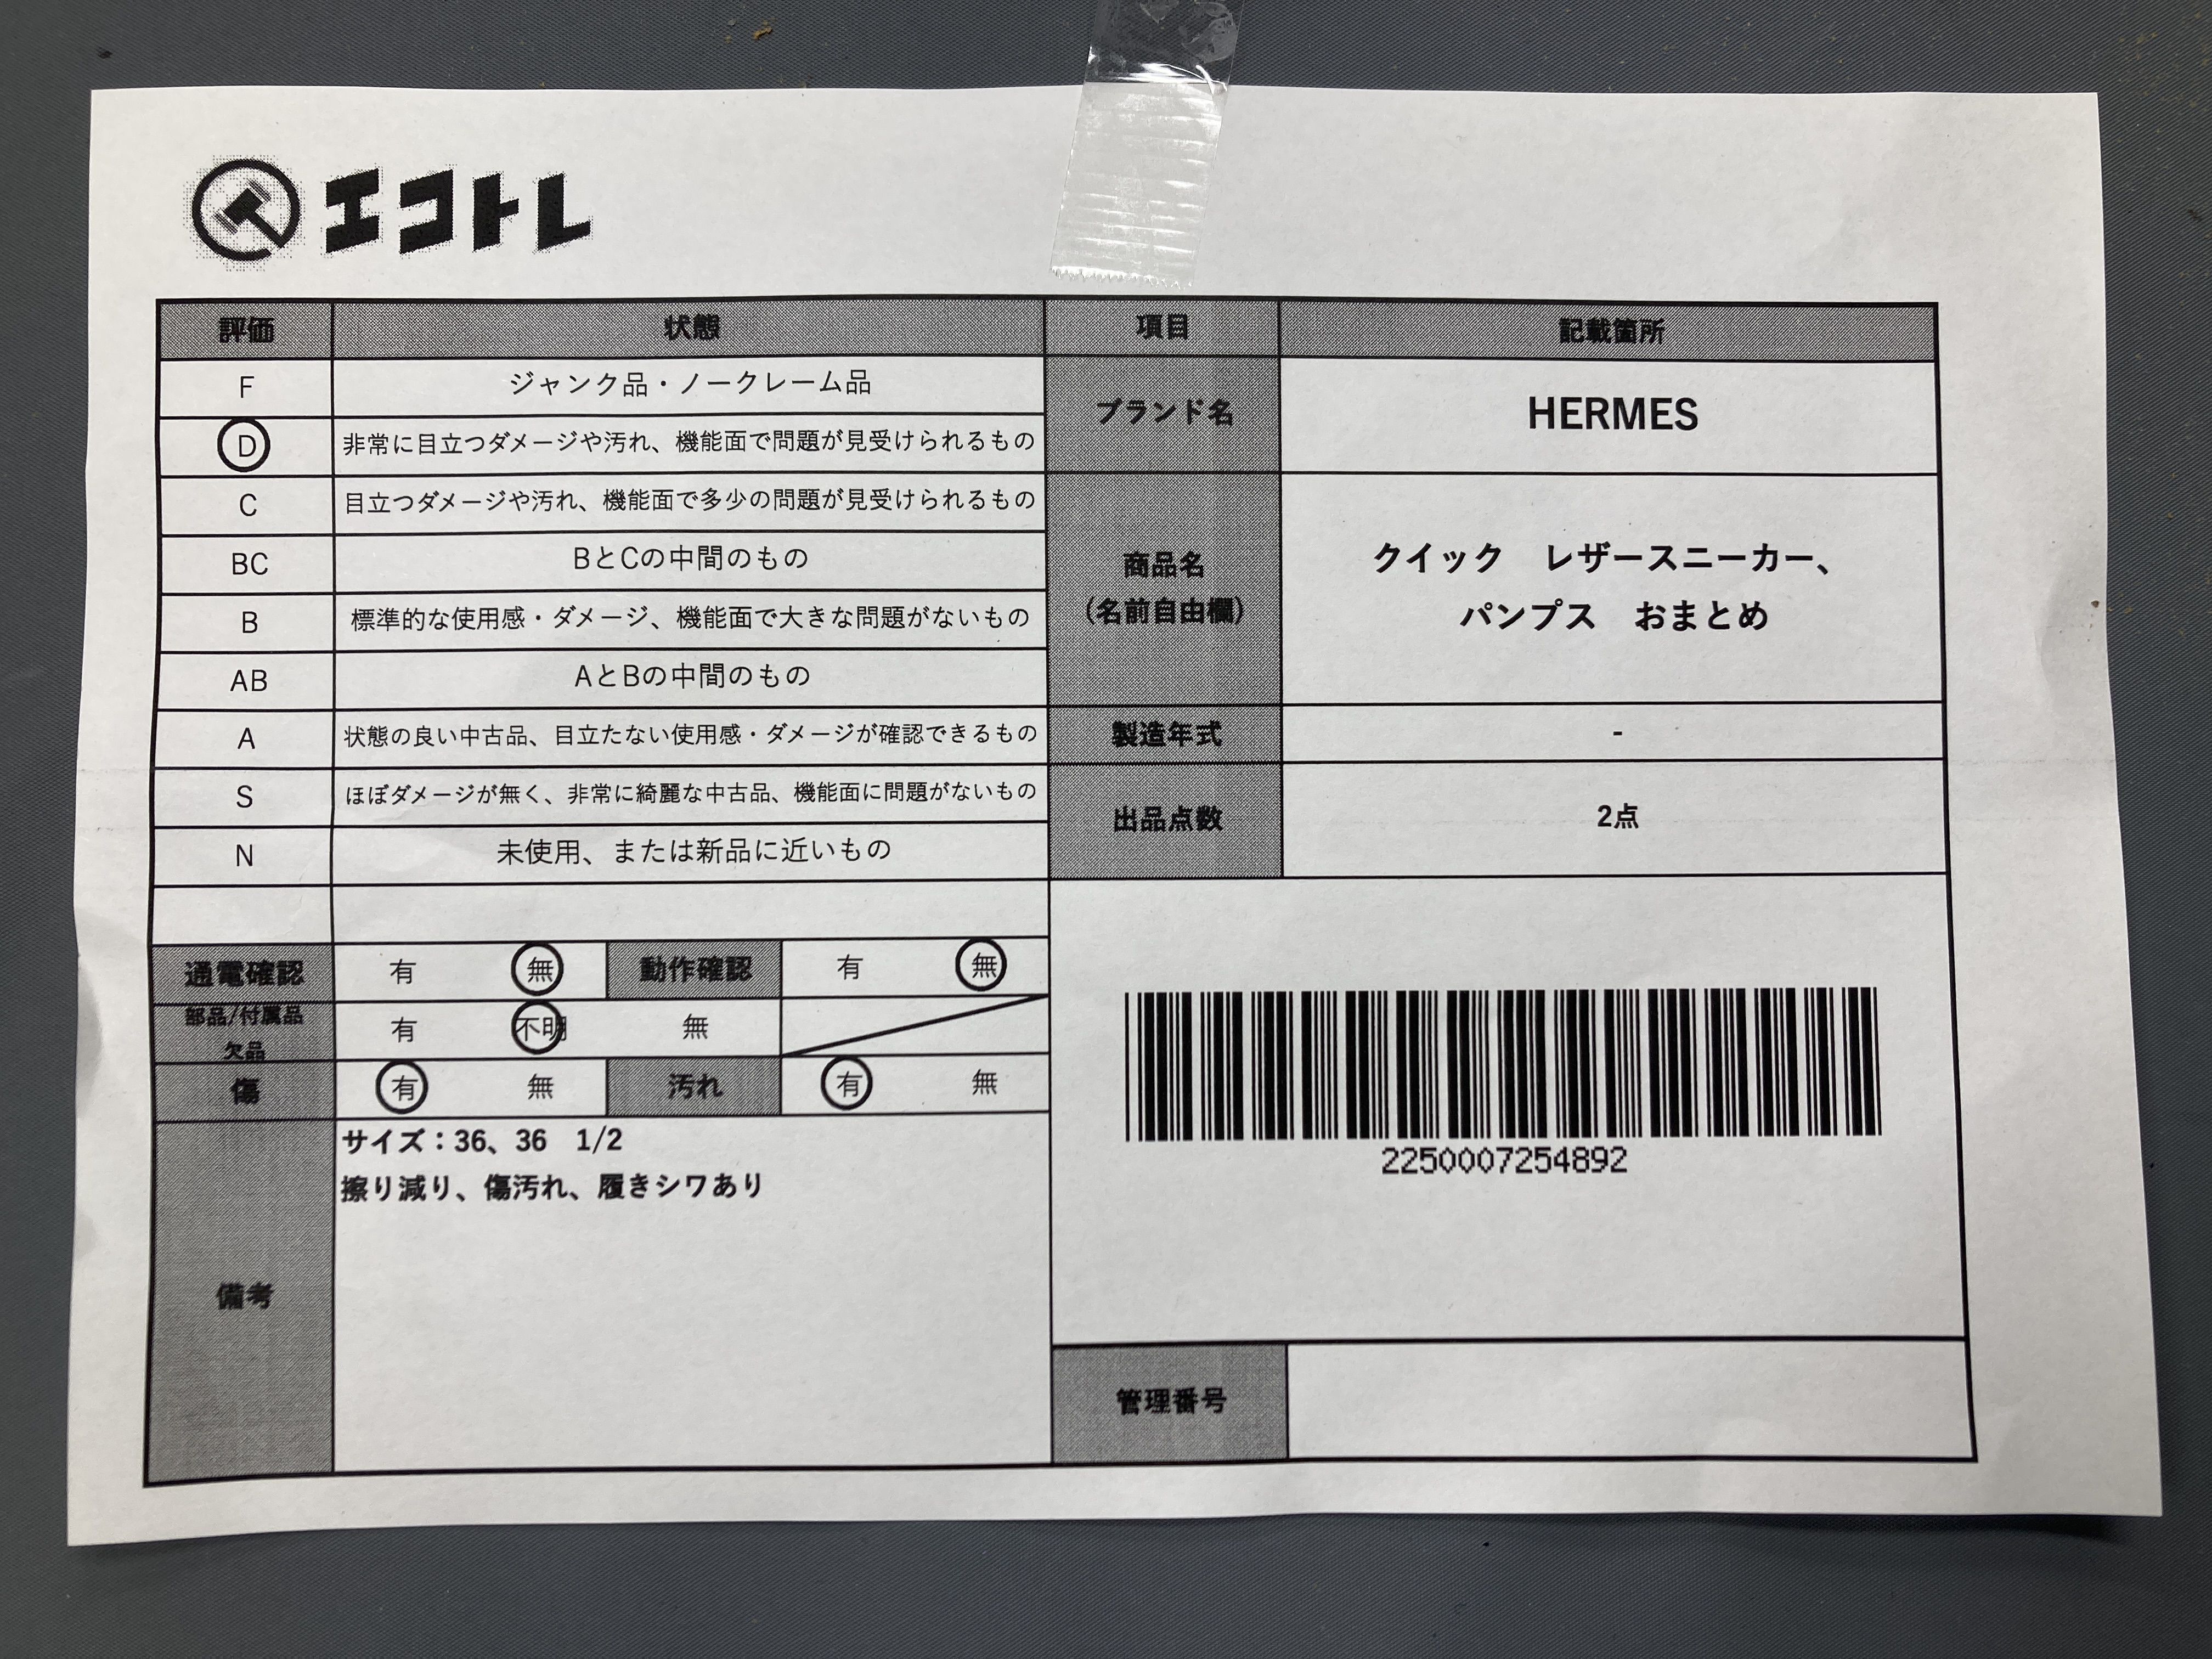 エコトレ
評価 状態 項目 記載箇所
F ジャンク品・ノークレーム品
D 非常に目立つダメージや汚れ、機能面で問題が見受けられるもの
ブランド名 HERMES
C 目立つダメージや汚れ、機能面で多少の問題が見受けられるもの
BC BとCの中間のもの
B 標準的な使用感・ダメージ、機能面で大きな問題がないもの
AB AとBの中間のもの
商品名
(名前自由欄)
クイック レザースニーカー、
パンプス おまとめ
A 状態の良い中古品、目立たない使用感・ダメージが確認できるもの
製造年式 -
S ほぼダメージが無く、非常に綺麗な中古品、機能面に問題がないもの
N 未使用、または新品に近いもの
出品点数 2点
通電確認 有 無 動作確認 有 無
部品/付属品
欠品
有 不明 無
傷 有 無 汚れ 有 無
備考
サイズ：36、36 1/2
擦り減り、傷汚れ、履きシワあり
2250007254892
管理番号